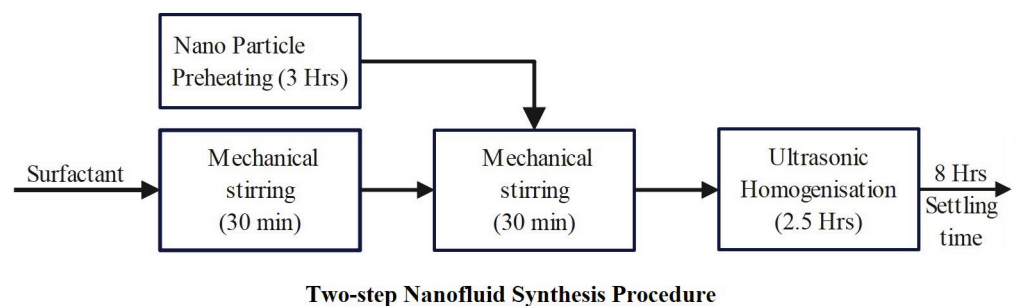 Nano Particle
Preheating (3 Hrs)
Surfactant
Mechanical
stirring
(30 min)
Mechanical
stirring
(30 min)
Ultrasonic
Homogenisation
(2.5 Hrs)
8 Hrs
Settling
time
Two-step Nanofluid Synthesis Procedure